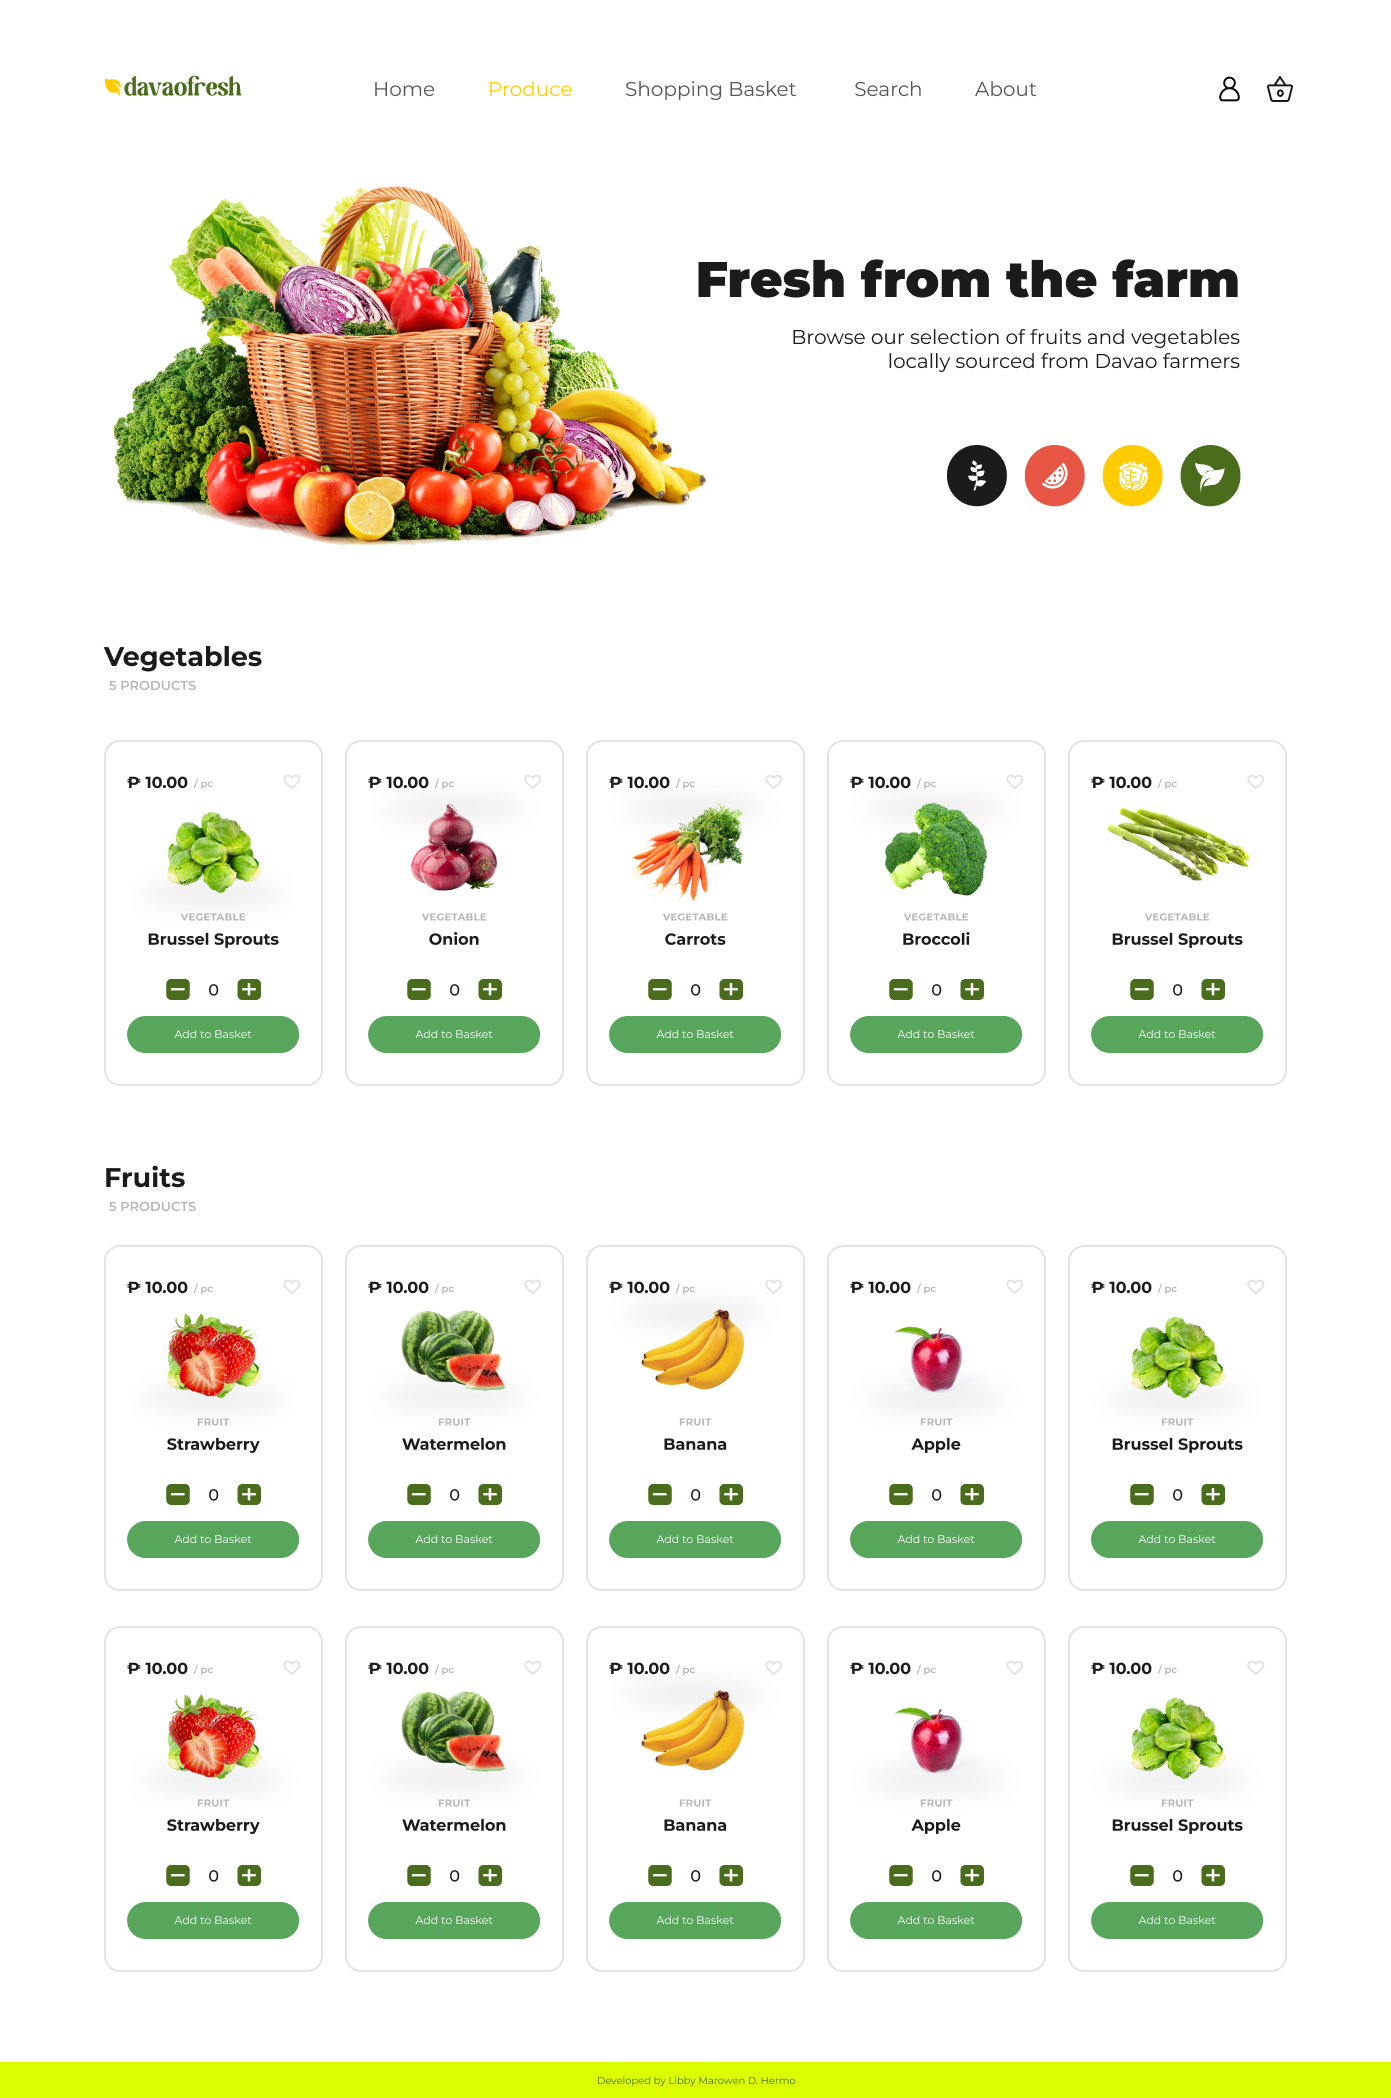 davaofresh
Home Produce Shopping Basket Search About
0
Fresh from the farm
Browse our selection of fruits and vegetables
locally sourced from Davao farmers
Vegetables
5 PRODUCTS
₱ 10.00 / pc ₱ 10.00 / pc ₱ 10.00 / pc ₱ 10.00 / pc ₱ 10.00 / pc
VEGETABLE VEGETABLE VEGETABLE VEGETABLE VEGETABLE
Brussel Sprouts Onion Carrots Broccoli Brussel Sprouts
0 0 0 0 0
Add to Basket Add to Basket Add to Basket Add to Basket Add to Basket
Fruits
5 PRODUCTS
₱ 10.00 / pc ₱ 10.00 / pc ₱ 10.00 / pc ₱ 10.00 / pc ₱ 10.00 / pc
FRUIT FRUIT FRUIT FRUIT FRUIT
Strawberry Watermelon Banana Apple Brussel Sprouts
0 0 0 0 0
Add to Basket Add to Basket Add to Basket Add to Basket Add to Basket
₱ 10.00 / pc ₱ 10.00 / pc ₱ 10.00 / pc ₱ 10.00 / pc ₱ 10.00 / pc
FRUIT FRUIT FRUIT FRUIT FRUIT
Strawberry Watermelon Banana Apple Brussel Sprouts
0 0 0 0 0
Add to Basket Add to Basket Add to Basket Add to Basket Add to Basket
Developed by Libby Marowen D. Hermo